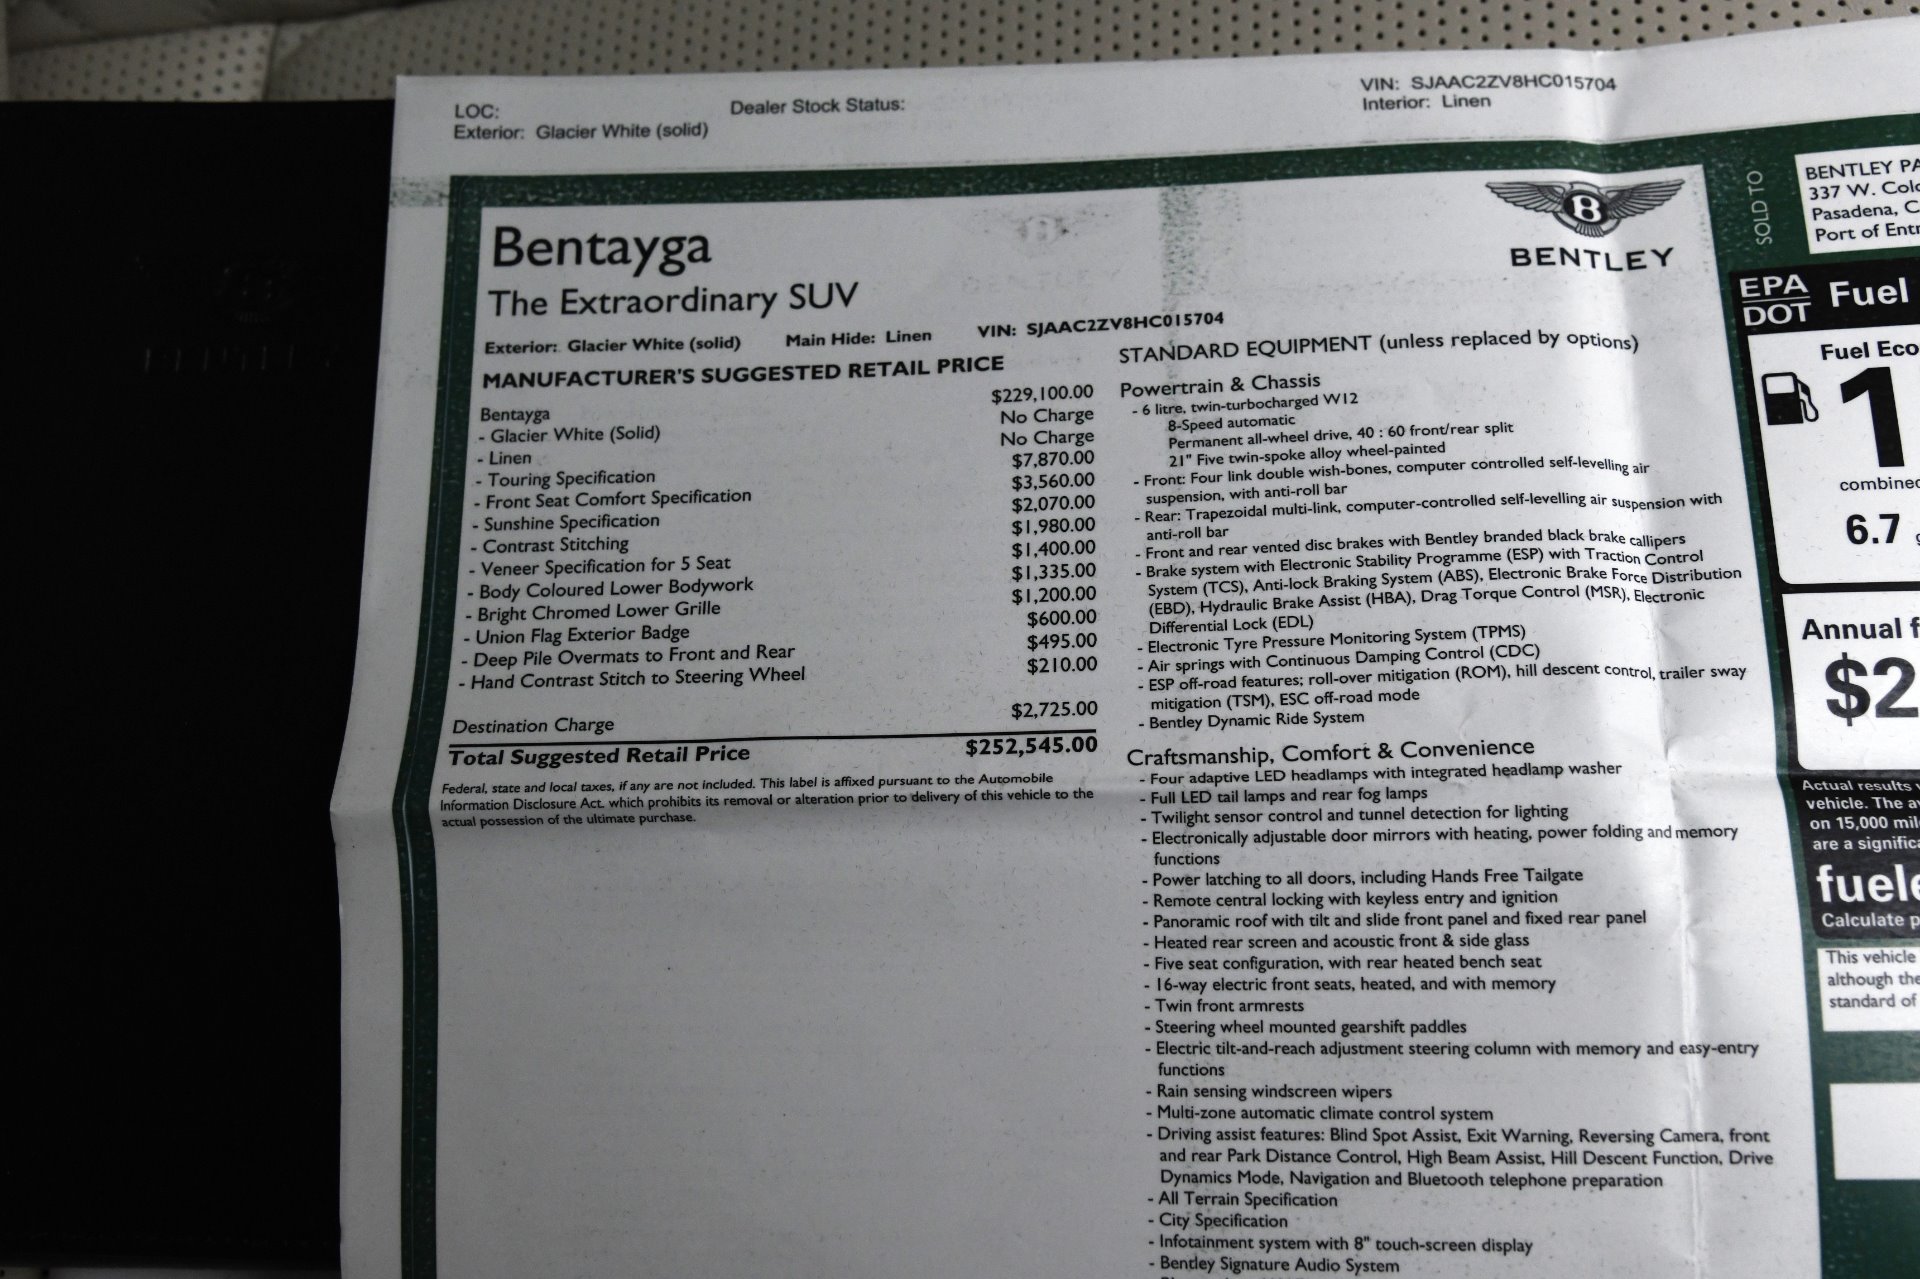 LOC:
Dealer Stock Status:
VIN: SJAAC2ZV8HC015704
Exterior: Glacier White (solid)
Interior: Linen
Bentayga
The Extraordinary SUV
B
BENTLEY
Exterior: Glacier White (solid) Main Hide: Linen VIN: SJAAC2ZV8HC015704
MANUFACTURER'S SUGGESTED RETAIL PRICE
Bentayga $229,100.00
- Glacier White (Solid) No Charge
- Linen No Charge
- Touring Specification $7,870.00
- Front Seat Comfort Specification $3,560.00
- Sunshine Specification $2,070.00
- Contrast Stitching $1,980.00
- Veneer Specification for 5 Seat $1,400.00
- Body Coloured Lower Bodywork $1,335.00
- Bright Chromed Lower Grille $1,200.00
- Union Flag Exterior Badge $600.00
- Deep Pile Overmats to Front and Rear $495.00
- Hand Contrast Stitch to Steering Wheel $210.00
Destination Charge $2,725.00
Total Suggested Retail Price $252,545.00
Federal, state and local taxes, if any are not included. This label is affixed pursuant to the Automobile
Information Disclosure Act. which prohibits its removal or alteration prior to delivery of this vehicle to the
actual possession of the ultimate purchase.
STANDARD EQUIPMENT (unless replaced by options)
Powertrain & Chassis
- 6 litre, twin-turbocharged W12
8-Speed automatic
Permanent all-wheel drive, 40 : 60 front/rear split
21" Five twin-spoke alloy wheel-painted
- Front: Four link double wish-bones, computer controlled self-levelling air
suspension, with anti-roll bar
- Rear: Trapezoidal multi-link, computer-controlled self-levelling air suspension with
anti-roll bar
- Front and rear vented disc brakes with Bentley branded black brake callipers
- Brake system with Electronic Stability Programme (ESP) with Traction Control
System (TCS), Anti-lock Braking System (ABS), Electronic Brake Force Distribution
(EBD), Hydraulic Brake Assist (HBA), Drag Torque Control (MSR), Electronic
Differential Lock (EDL)
- Electronic Tyre Pressure Monitoring System (TPMS)
- Air springs with Continuous Damping Control (CDC)
- ESP off-road features; roll-over mitigation (ROM), hill descent control, trailer sway
mitigation (TSM), ESC off-road mode
- Bentley Dynamic Ride System
Craftsmanship, Comfort & Convenience
- Four adaptive LED headlamps with integrated headlamp washer
- Full LED tail lamps and rear fog lamps
- Twilight sensor control and tunnel detection for lighting
- Electronically adjustable door mirrors with heating, power folding and memory
functions
- Power latching to all doors, including Hands Free Tailgate
- Remote central locking with keyless entry and ignition
- Panoramic roof with tilt and slide front panel and fixed rear panel
- Heated rear screen and acoustic front & side glass
- Five seat configuration, with rear heated bench seat
- 16-way electric front seats, heated, and with memory
- Twin front armrests
- Steering wheel mounted gearshift paddles
- Electric tilt-and-reach adjustment steering column with memory and easy-entry
functions
- Rain sensing windscreen wipers
- Multi-zone automatic climate control system
- Driving assist features: Blind Spot Assist, Exit Warning, Reversing Camera, front
and rear Park Distance Control, High Beam Assist, Hill Descent Function, Drive
Dynamics Mode, Navigation and Bluetooth telephone preparation
- All Terrain Specification
- City Specification
- Infotainment system with 8" touch-screen display
- Bentley Signature Audio System
SOLD TO
BENTLEY PA
337 W. Colo
Pasadena, C
Port of Entr
EPA
DOT
Fuel
Fuel Eco
1
combined
6.7
Annual f
$2
Actual results
vehicle. The a
on 15,000 mil
are a significa
fuele
Calculate p
This vehicle
although the
standard of